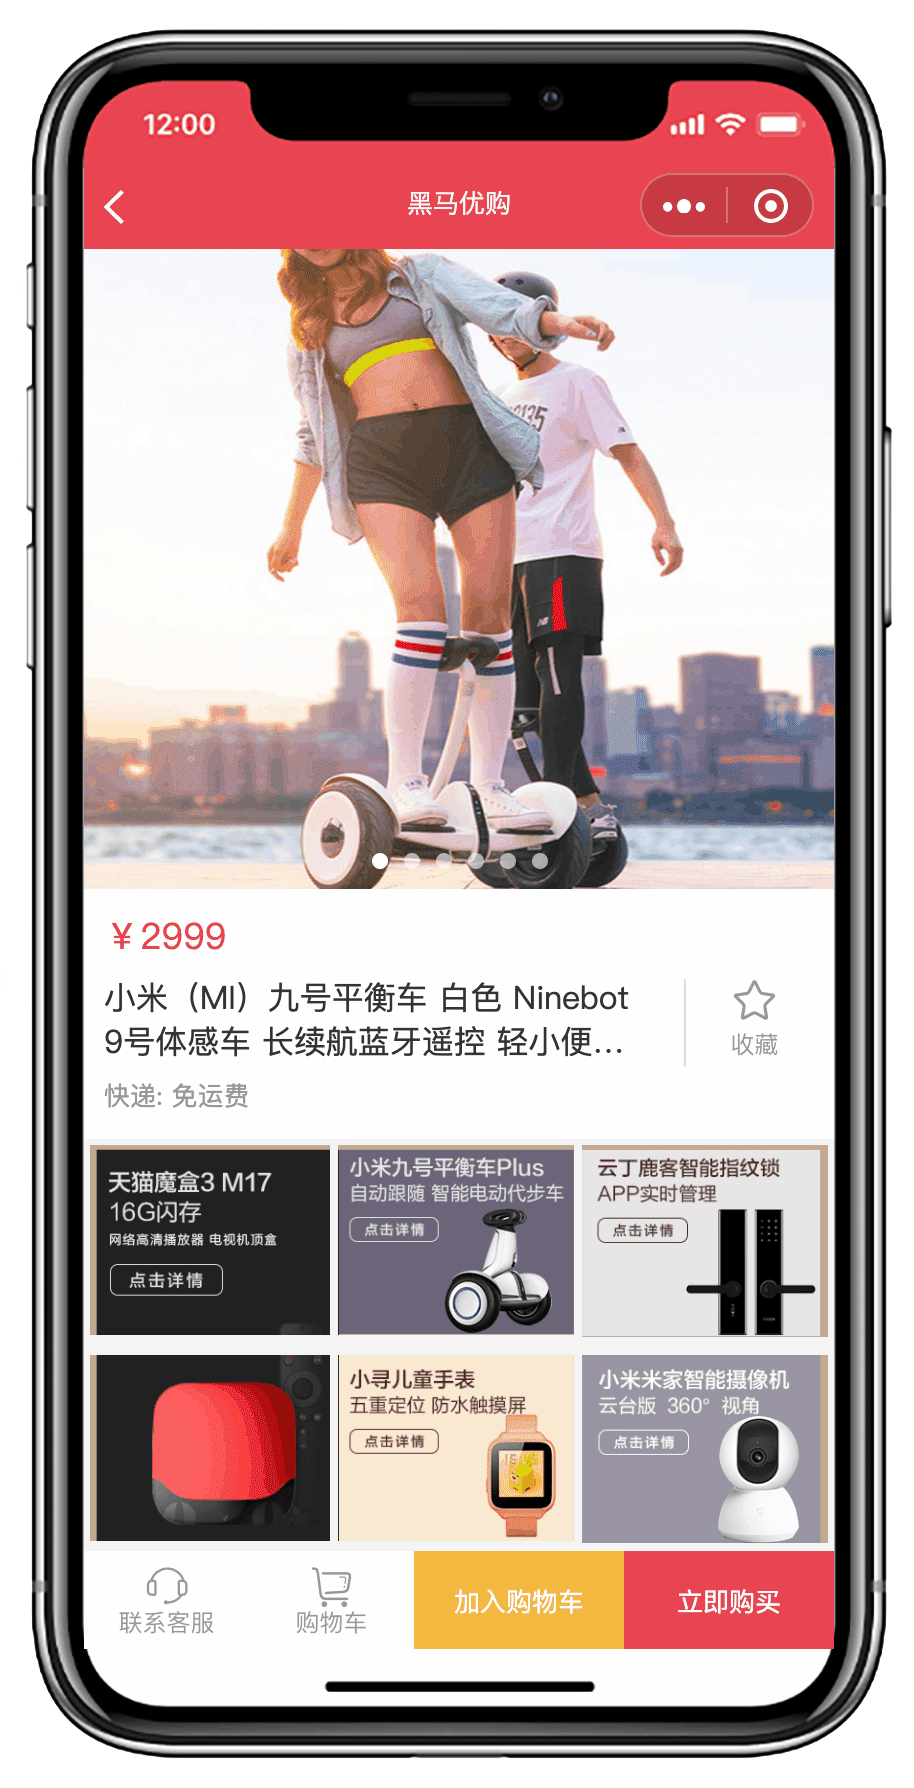 12:00
黑马优购
135
¥ 2999
小米（MI）九号平衡车 白色 Ninebot
9号体感车 长续航蓝牙遥控 轻小便...
收藏
快递: 免运费
天猫魔盒3 M17
16G闪存
网络高清播放器 电视机顶盒
点击详情
小米九号平衡车Plus
自动跟随 智能电动代步车
点击详情
云丁鹿客智能指纹锁
APP实时管理
点击详情
小寻儿童手表
五重定位 防水触摸屏
点击详情
小米米家智能摄像机
云台版 360° 视角
点击详情
联系客服
购物车
加入购物车
立即购买